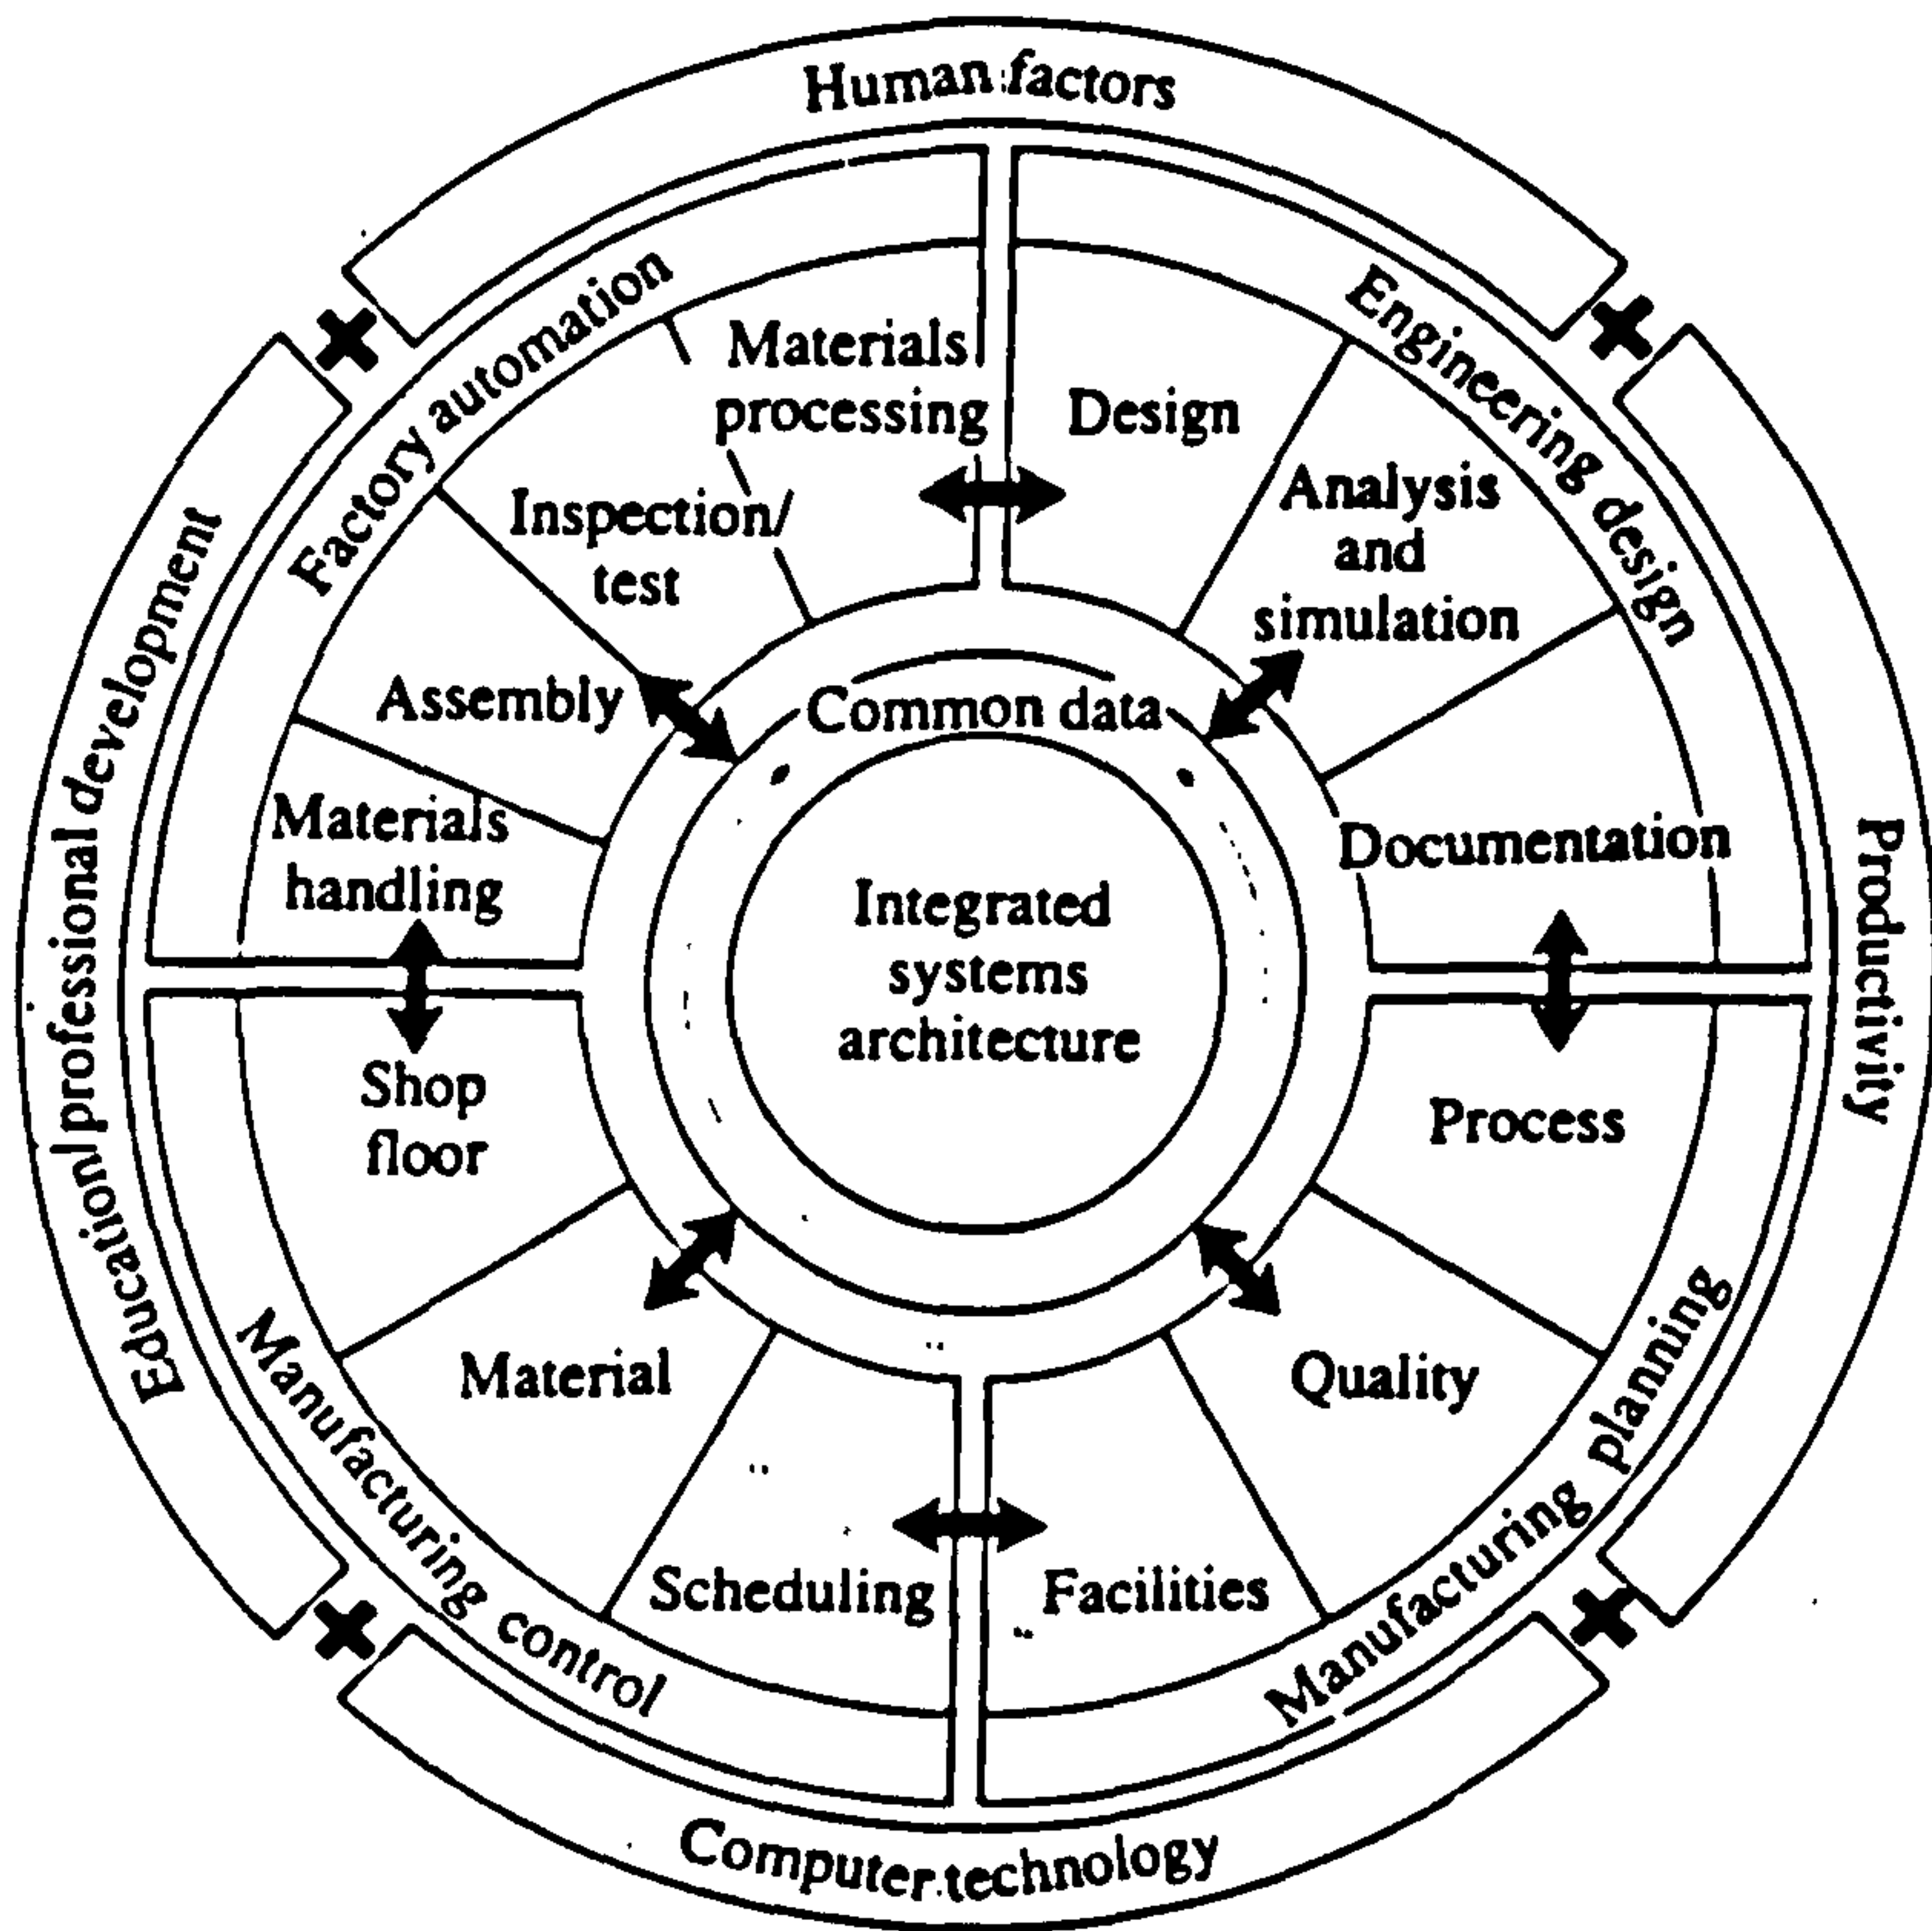 Human factors
Factory automation
Engineering design
Materials
processing
Design
Inspection/
test
Analysis
and
simulation
Assembly
Common data
Materials
handling
Documentation
Educational professional development
Productivity
Integrated
systems
architecture
Shop
floor
Process
Material
Quality
Scheduling
Facilities
Manufacturing control
Manufacturing planning
Computer technology